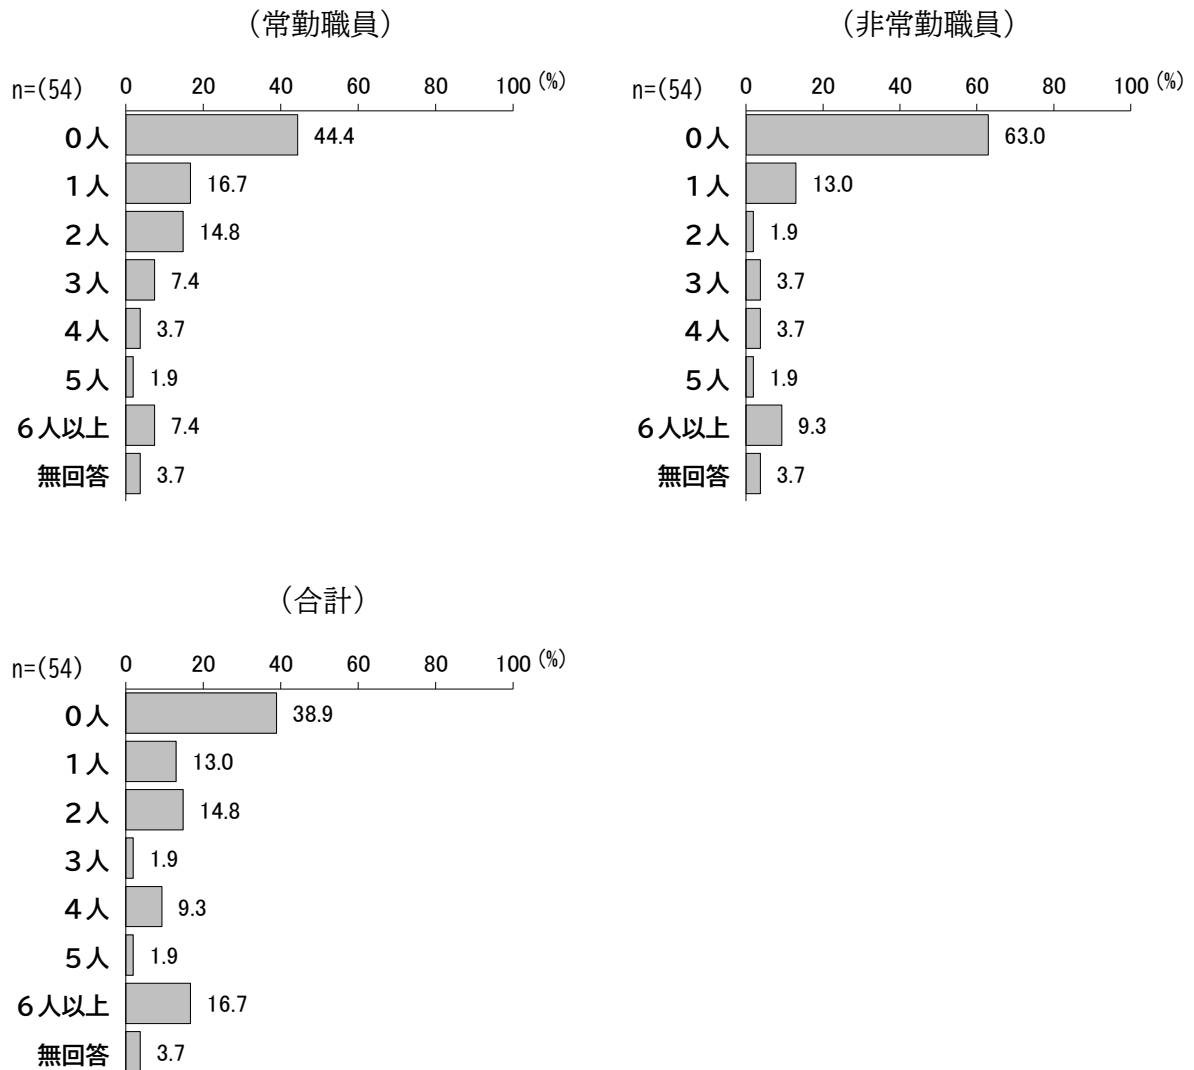 （常勤職員）
n=(54) 0 20 40 60 80 100 (%)
０人 44.4
１人 16.7
２人 14.8
３人 7.4
４人 3.7
５人 1.9
６人以上 7.4
無回答 3.7
（非常勤職員）
n=(54) 0 20 40 60 80 100 (%)
０人 63.0
１人 13.0
２人 1.9
３人 3.7
４人 3.7
５人 1.9
６人以上 9.3
無回答 3.7
（合計）
n=(54) 0 20 40 60 80 100 (%)
０人 38.9
１人 13.0
２人 14.8
３人 1.9
４人 9.3
５人 1.9
６人以上 16.7
無回答 3.7